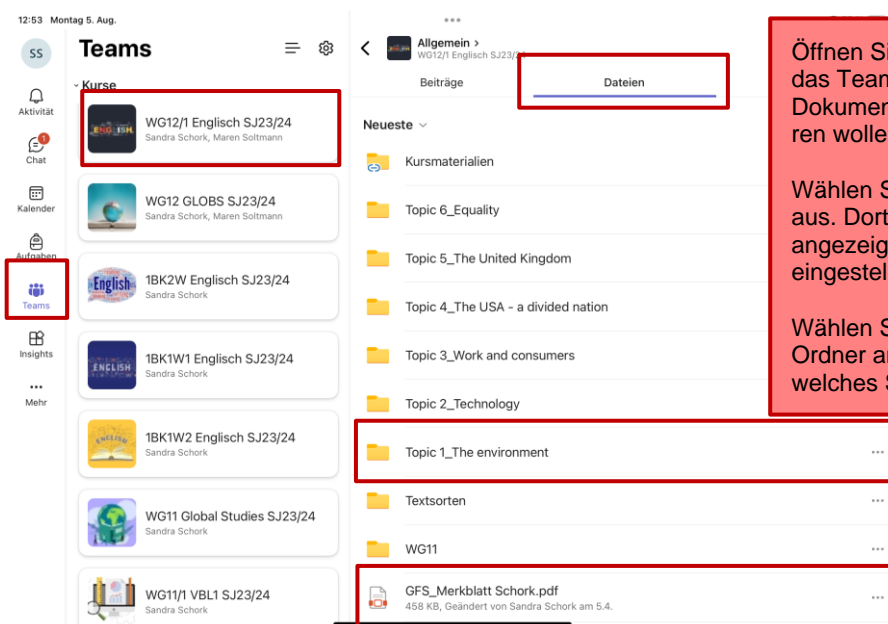 12:53 Montag 5. Aug.
SS
Aktivität
Chat
Kalender
Aufgaben
Teams
Insights
Mehr
Teams
Kurse
WG12/1 Englisch SJ23/24
Sandra Schork, Maren Soltmann
WG12 GLOBS SJ23/24
Sandra Schork, Maren Soltmann
1BK2W Englisch SJ23/24
Sandra Schork
1BK1W1 Englisch SJ23/24
Sandra Schork
1BK1W2 Englisch SJ23/24
Sandra Schork
WG11 Global Studies SJ23/24
Sandra Schork
WG11/1 VBL1 SJ23/24
Sandra Schork
ENGLISH
English
ENGLISH
ENGLISH
Allgemein >
WG12/1 Englisch SJ23/2
Beiträge
Dateien
Neueste
Kursmaterialien
Topic 6_Equality
Topic 5_The United Kingdom
Topic 4_The USA - a divided nation
Topic 3_Work and consumers
Topic 2_Technology
Topic 1_The environment
Textsorten
WG11
GFS_Merkblatt Schork.pdf
458 KB, Geändert von Sandra Schork am 5.4.
Öffnen Si
das Team
Dokumen
ren wolle
Wählen S
aus. Dort
angezeig
eingestel
Wählen S
Ordner a
welches S